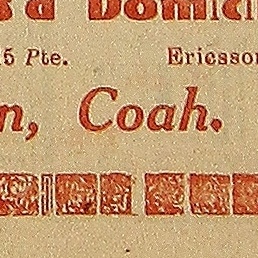 5 Pte. Ericsson
n, Coah.